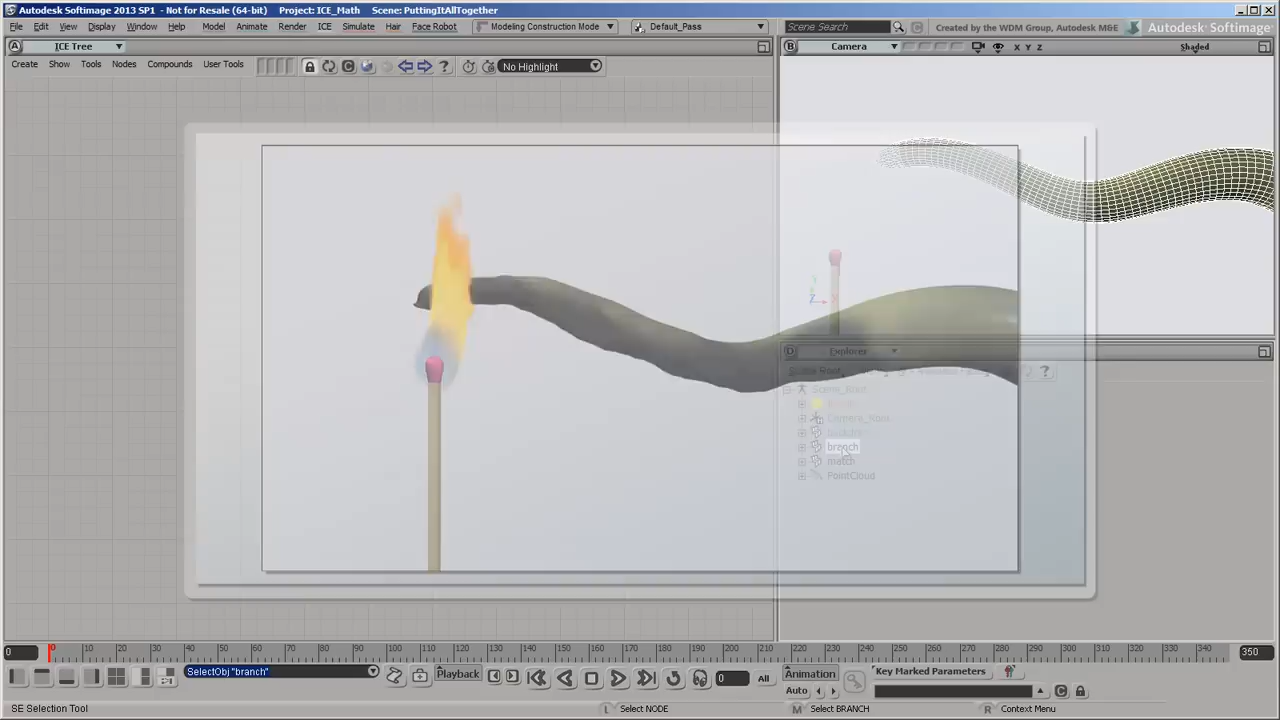 Autodesk Softimage 2013 SP1 - Not for Resale (64-bit) Project: ICE_Math Scene: PuttingItAllTogether
File Edit View Display Window Help Model Animate Render ICE Simulate Hair Face Robot Modeling Construction Mode Default_Pass Scene Search Created by the WDM Group, Autodesk M&E Autodesk Softimage
A ICE Tree B Camera X Y Z Shaded
Create Show Tools Nodes Compounds User Tools C ? No Highlight
Y
Z X
D Explorer
Scene_Root ?
Scene_Root
Camera_Root
branch
match
PointCloud
0 0 10 20 30 40 50 60 70 80 90 100 110 120 130 140 150 160 170 180 190 200 210 220 230 240 250 260 270 280 290 300 310 320 330 340 350
SelectObj "branch" Playback 0 All Animation Key Marked Parameters
Auto C
SE Selection Tool L Select NODE M Select BRANCH R Context Menu